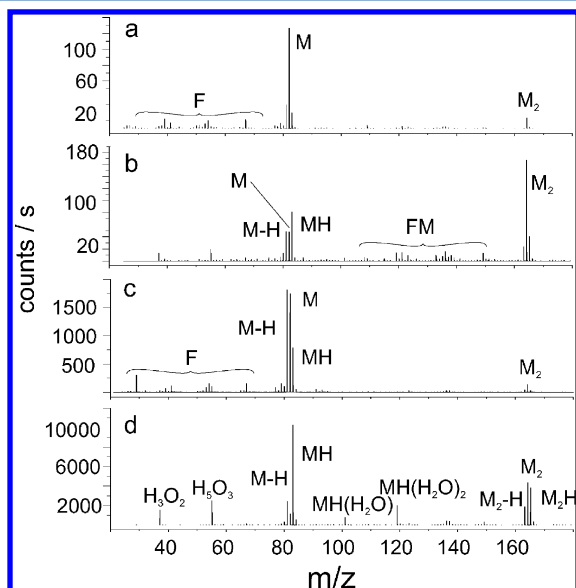 a
100
60
20
F
M
M₂
b
180
100
20
M
M-H
MH
FM
M₂
counts / s
c
1500
1000
500
F
M-H
M
MH
M₂
d
10000
6000
2000
H₃O₂
H₅O₃
M-H
MH
MH(H₂O)
MH(H₂O)₂
M₂-H
M₂
M₂H
40 60 80 100 120 140 160
m/z